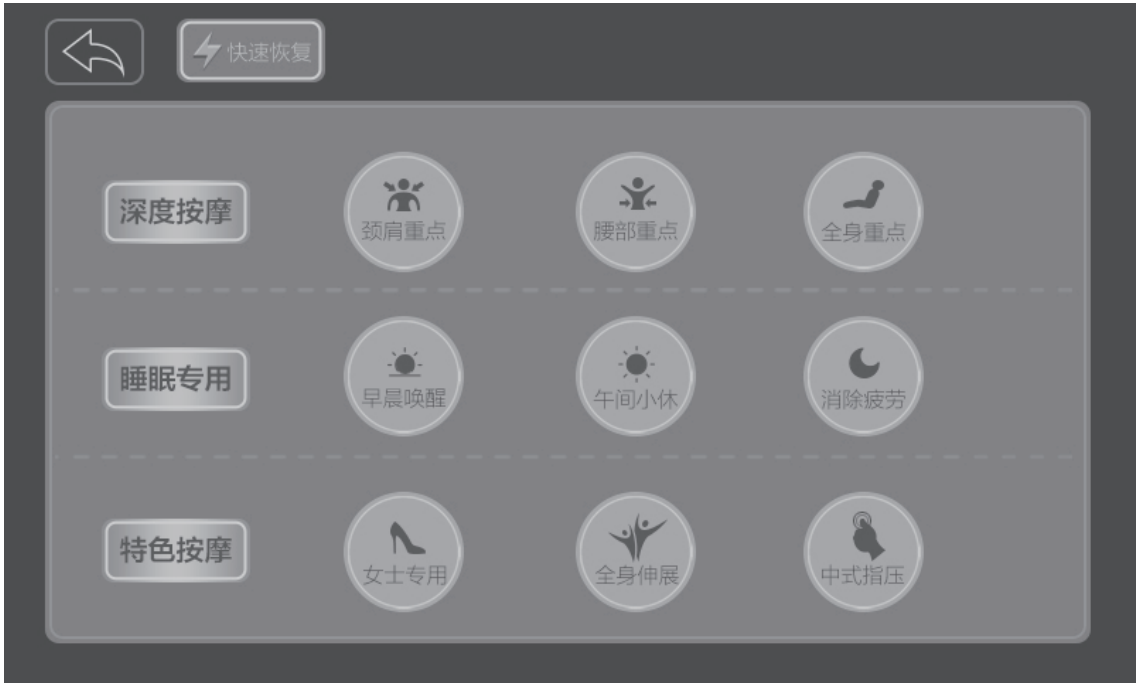 快速恢复
深度按摩
颈肩重点
腰部重点
全身重点
睡眠专用
早晨唤醒
午间小休
消除疲劳
特色按摩
女士专用
全身伸展
中式指压